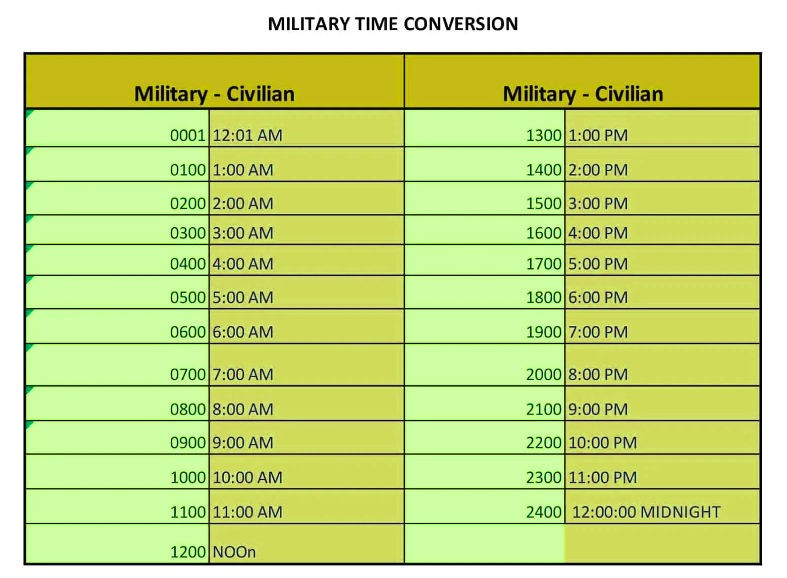 MILITARY TIME CONVERSION
Military - Civilian Military - Civilian
0001 12:01 AM 1300 1:00 PM
0100 1:00 AM 1400 2:00 PM
0200 2:00 AM 1500 3:00 PM
0300 3:00 AM 1600 4:00 PM
0400 4:00 AM 1700 5:00 PM
0500 5:00 AM 1800 6:00 PM
0600 6:00 AM 1900 7:00 PM
0700 7:00 AM 2000 8:00 PM
0800 8:00 AM 2100 9:00 PM
0900 9:00 AM 2200 10:00 PM
1000 10:00 AM 2300 11:00 PM
1100 11:00 AM 2400 12:00:00 MIDNIGHT
1200 NOOn